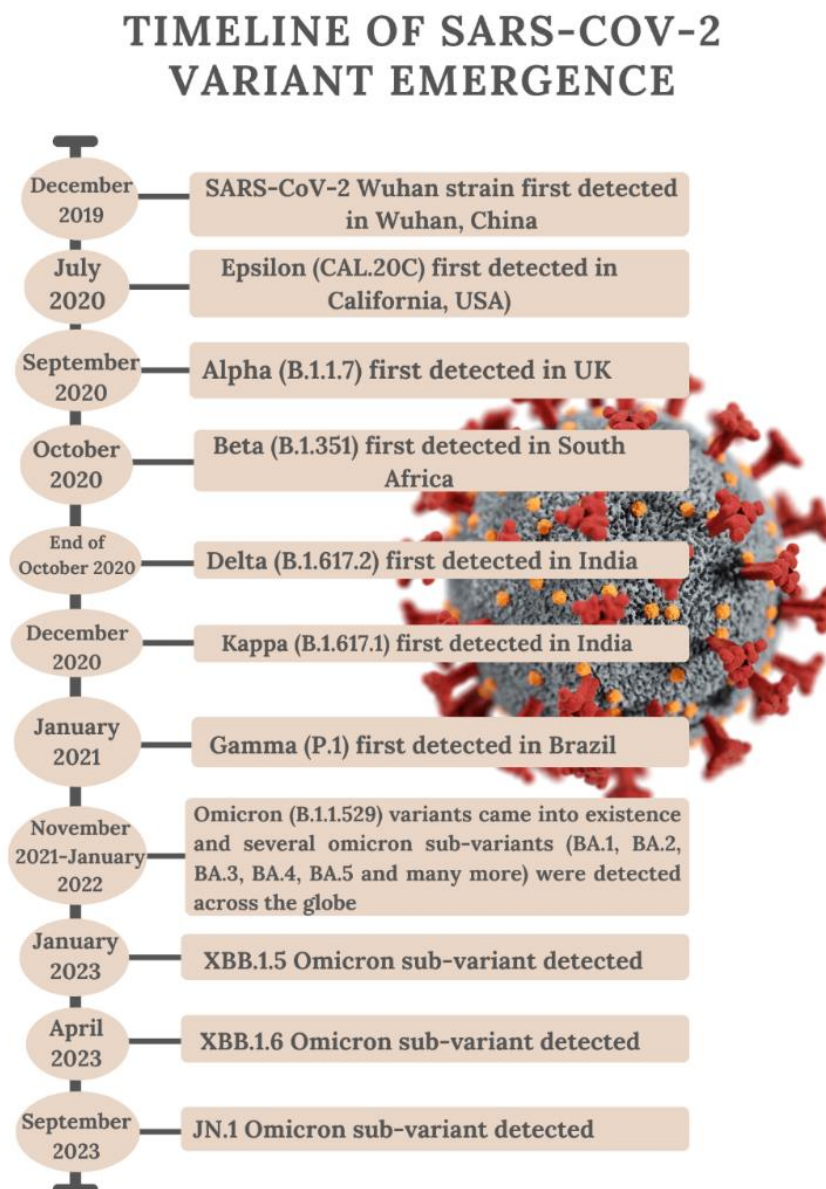 TIMELINE OF SARS-COV-2
VARIANT EMERGENCE
December
2019
SARS-CoV-2 Wuhan strain first detected
in Wuhan, China
July
2020
Epsilon (CAL.20C) first detected in
California, USA)
September
2020
Alpha (B.1.1.7) first detected in UK
October
2020
Beta (B.1.351) first detected in South
Africa
End of
October 2020
Delta (B.1.617.2) first detected in India
December
2020
Kappa (B.1.617.1) first detected in India
January
2021
Gamma (P.1) first detected in Brazil
November
2021-January
2022
Omicron (B.1.1.529) variants came into existence
and several omicron sub-variants (BA.1, BA.2,
BA.3, BA.4, BA.5 and many more) were detected
across the globe
January
2023
XBB.1.5 Omicron sub-variant detected
April
2023
XBB.1.6 Omicron sub-variant detected
September
2023
JN.1 Omicron sub-variant detected